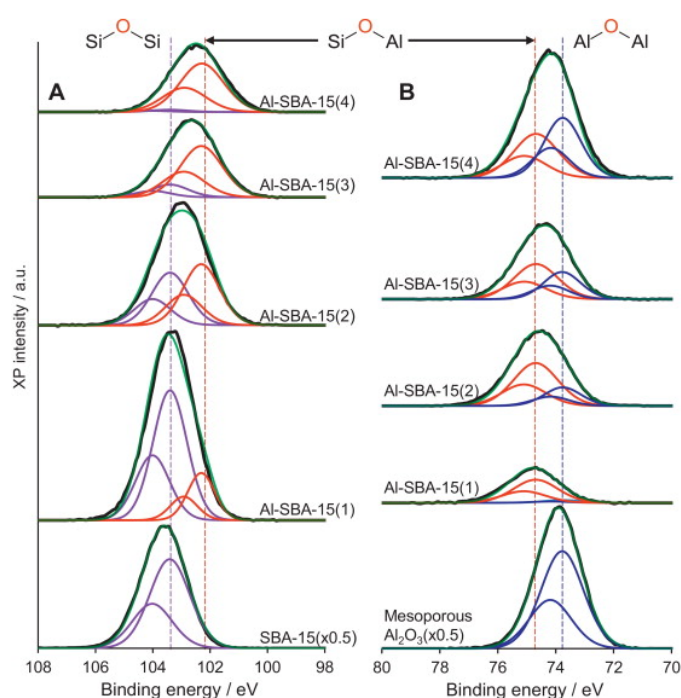 Si O Si
Si O Al
Al O Al
A
Al-SBA-15(4)
Al-SBA-15(3)
Al-SBA-15(2)
Al-SBA-15(1)
SBA-15(x0.5)
XP intensity / a.u.
108 106 104 102 100 98
Binding energy / eV
B
Al-SBA-15(4)
Al-SBA-15(3)
Al-SBA-15(2)
Al-SBA-15(1)
Mesoporous
Al₂O₃(x0.5)
80 78 76 74 72 70
Binding energy / eV